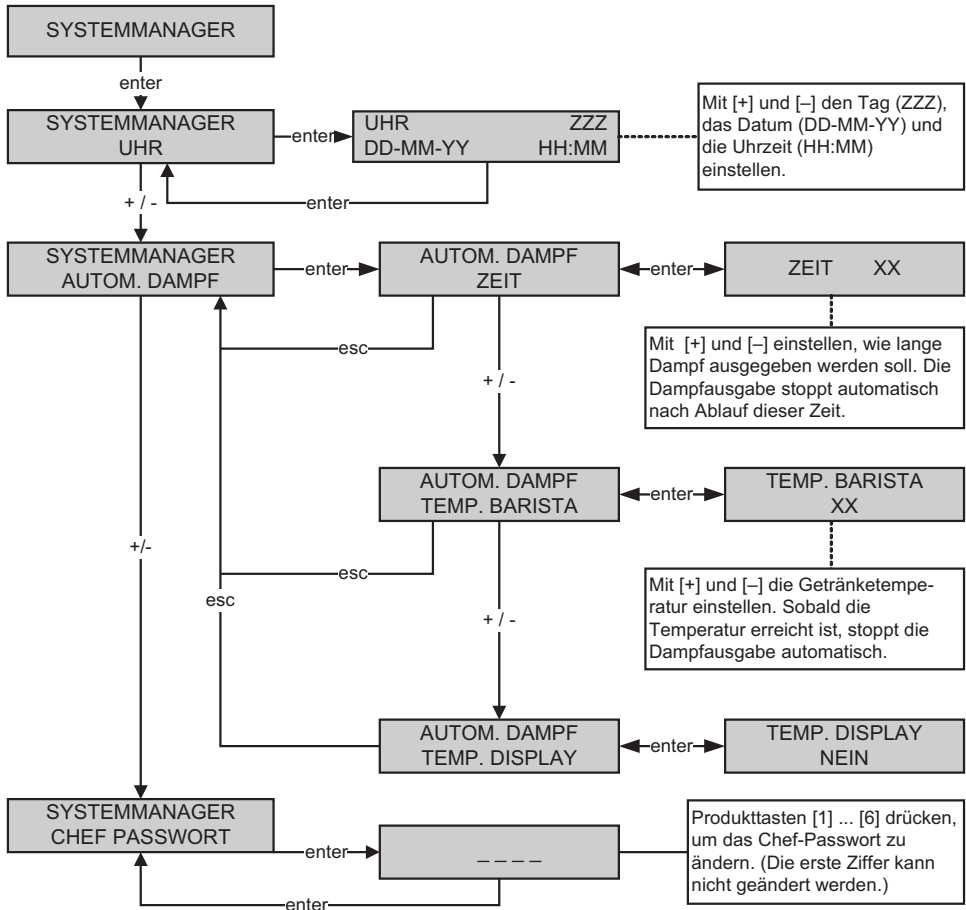 SYSTEMMANAGER
enter
SYSTEMMANAGER
UHR
enter
UHR ZZZ
DD-MM-YY HH:MM
Mit [+] und [–] den Tag (ZZZ),
das Datum (DD-MM-YY) und
die Uhrzeit (HH:MM)
einstellen.
enter
+ / -
SYSTEMMANAGER
AUTOM. DAMPF
enter
AUTOM. DAMPF
ZEIT
enter
ZEIT XX
Mit [+] und [–] einstellen, wie lange
Dampf ausgegeben werden soll. Die
Dampfausgabe stoppt automatisch
nach Ablauf dieser Zeit.
esc
+ / -
AUTOM. DAMPF
TEMP. BARISTA
enter
TEMP. BARISTA
XX
Mit [+] und [–] die Getränketempe-
ratur einstellen. Sobald die
Temperatur erreicht ist, stoppt die
Dampfausgabe automatisch.
+/-
esc
esc
+ / -
AUTOM. DAMPF
TEMP. DISPLAY
enter
TEMP. DISPLAY
NEIN
SYSTEMMANAGER
CHEF PASSWORT
enter
_ _ _ _
Produkttasten [1] ... [6] drücken,
um das Chef-Passwort zu
ändern. (Die erste Ziffer kann
nicht geändert werden.)
enter